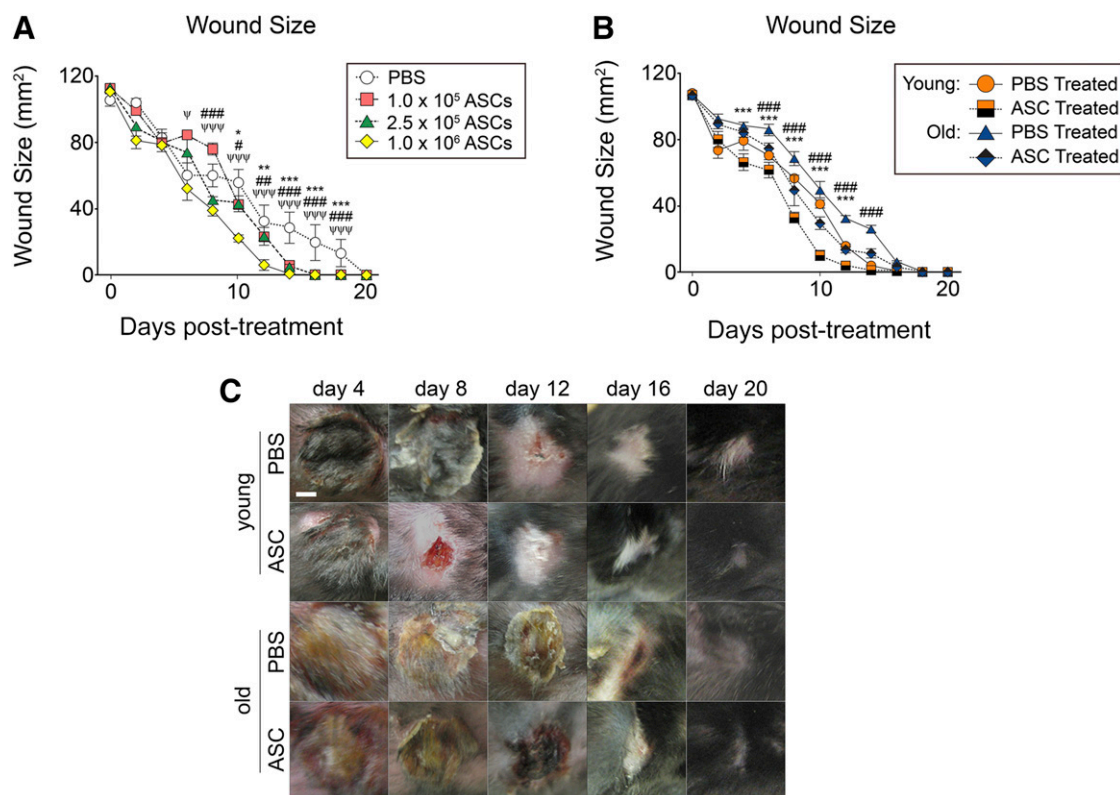 A
Wound Size
Wound Size (mm²)
120
80
40
0
0
10
20
Days post-treatment
PBS
1.0 x 10⁵ ASCs
2.5 x 10⁵ ASCs
1.0 x 10⁶ ASCs
ψ
###
ψψψ
*
#
ψψψ
**
##
ψψψ
***
###
ψψψ
***
###
ψψψ
***
###
ψψψ
B
Wound Size
Wound Size (mm²)
120
80
40
0
0
10
20
Days post-treatment
Young: PBS Treated
ASC Treated
Old: PBS Treated
ASC Treated
***
###
***
###
***
###
***
###
***
###
C
day 4 day 8 day 12 day 16 day 20
young
PBS
ASC
old
PBS
ASC